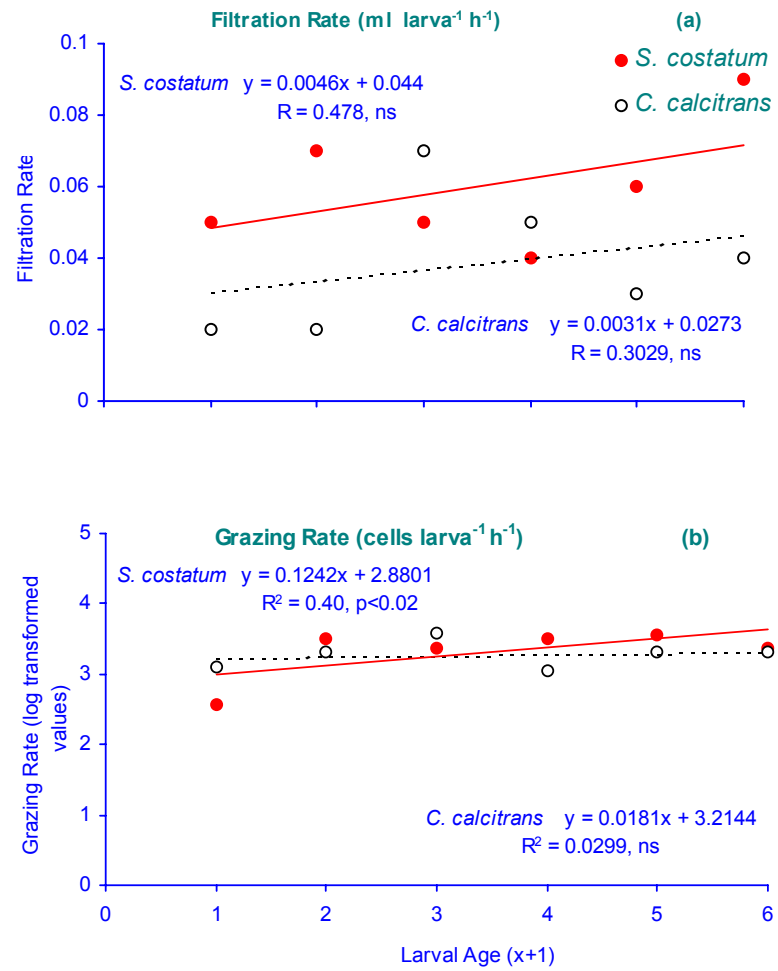 Filtration Rate (ml larva⁻¹ h⁻¹) (a)
0.1
S. costatum
S. costatum y = 0.0046x + 0.044
0.08
C. calcitrans
R = 0.478, ns
0.06
Filtration Rate
0.04
C. calcitrans y = 0.0031x + 0.0273
0.02
R = 0.3029, ns
0
5
Grazing Rate (cells larva⁻¹ h⁻¹) (b)
S. costatum y = 0.1242x + 2.8801
4
R² = 0.40, p<0.02
3
Grazing Rate (log transformed
values)
2
1
C. calcitrans y = 0.0181x + 3.2144
R² = 0.0299, ns
0
0 1 2 3 4 5 6
Larval Age (x+1)